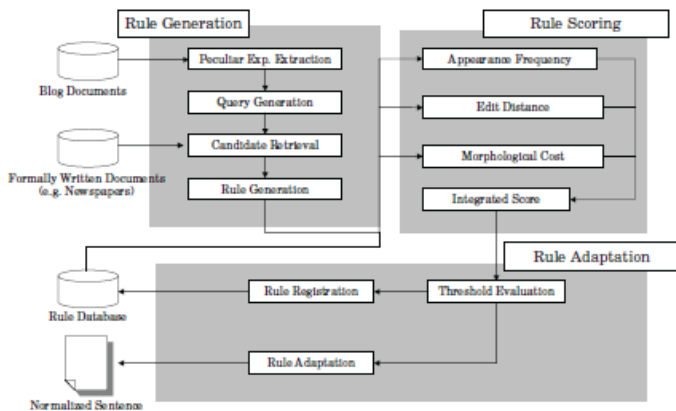 Rule Generation
Rule Scoring
Peculiar Exp. Extraction
Blog Documents
Query Generation
Candidate Retrieval
Formally Written Documents
(e.g. Newspapers)
Rule Generation
Appearance Frequency
Edit Distance
Morphological Cost
Integrated Score
Rule Adaptation
Rule Registration
Threshold Evaluation
Rule Database
Rule Adaptation
Normalized Sentence